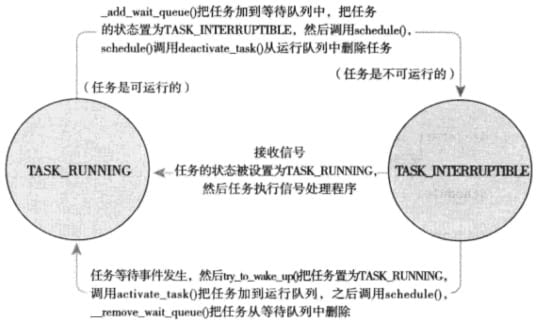 _add_wait_queue()把任务加到等待队列中，把任务
的状态置为TASK_INTERRUPTIBLE，然后调用schedule()，
schedule()调用deactivate_task()从运行队列中删除任务
（任务是可运行的）
（任务是不可运行的）
TASK_RUNNING
接收信号
任务的状态被设置为TASK_RUNNING，
然后任务执行信号处理程序
TASK_INTERRUPTIBLE
任务等待事件发生，然后try_to_wake_up()把任务置为TASK_RUNNING，
调用activate_task()把任务加到运行队列，之后调用schedule()，
__remove_wait_queue()把任务从等待队列中删除